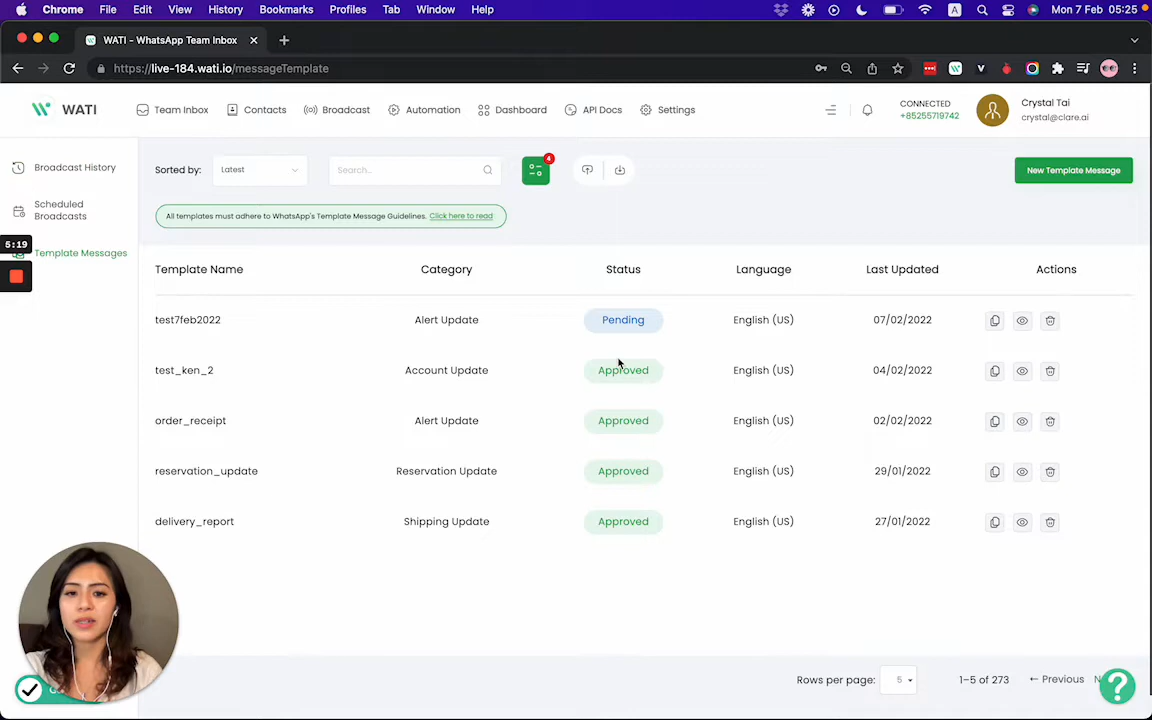 Chrome File Edit View History Bookmarks Profiles Tab Window Help A Mon 7 Feb 05:25
WATI - WhatsApp Team Inbox
https://live-184.wati.io/messageTemplate
WATI Team Inbox Contacts Broadcast Automation Dashboard API Docs Settings CONNECTED +85255719742 Crystal Tai crystal@clare.ai
Broadcast History
Scheduled Broadcasts
5:19
Template Messages
Sorted by: Latest Search... 4 New Template Message
All templates must adhere to WhatsApp's Template Message Guidelines. Click here to read
Template Name Category Status Language Last Updated Actions
test7feb2022 Alert Update Pending English (US) 07/02/2022
test_ken_2 Account Update Approved English (US) 04/02/2022
order_receipt Alert Update Approved English (US) 02/02/2022
reservation_update Reservation Update Approved English (US) 29/01/2022
delivery_report Shipping Update Approved English (US) 27/01/2022
Rows per page: 5 1–5 of 273 ← Previous
?